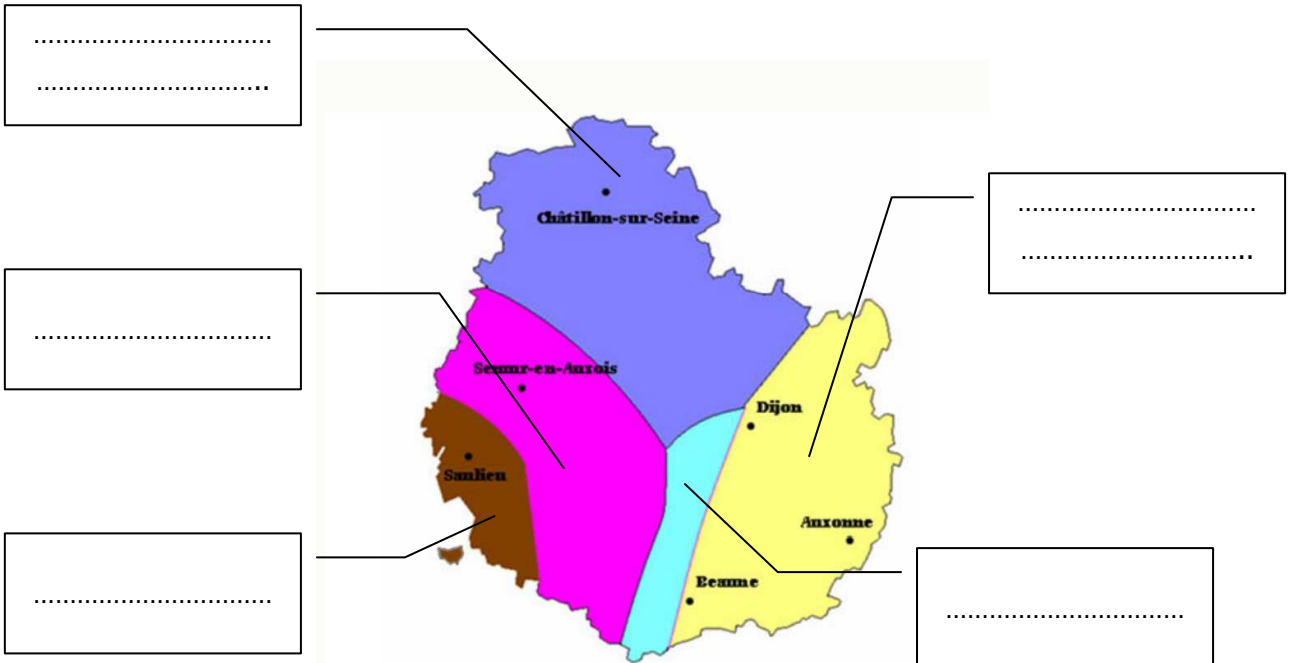 Châtillon-sur-Seine
Semur-en-Auxois
Dijon
Saulieu
Auxonne
Beaune